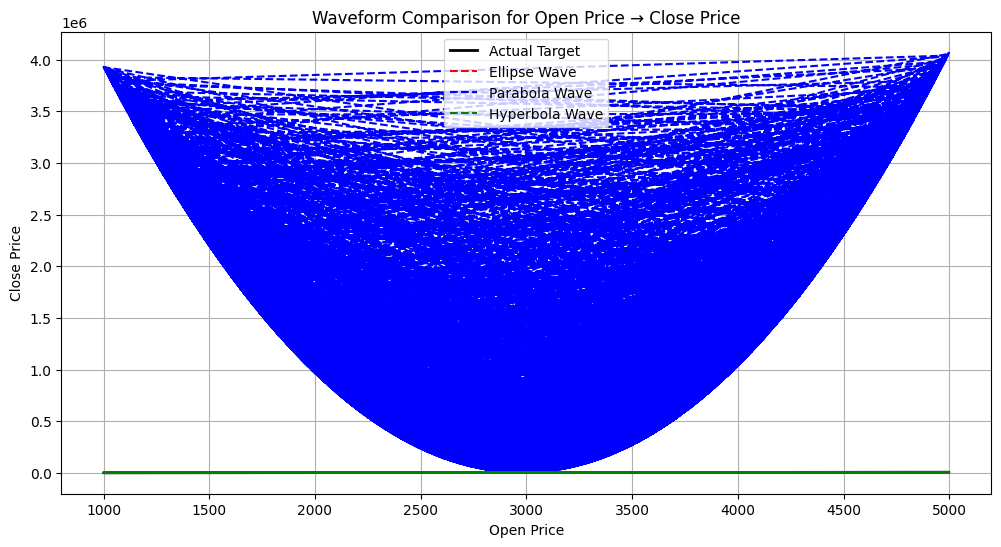 Waveform Comparison for Open Price → Close Price
1e6
Actual Target
Ellipse Wave
Parabola Wave
Hyperbola Wave
4.0
3.5
3.0
2.5
2.0
1.5
1.0
0.5
0.0
Close Price
1000 1500 2000 2500 3000 3500 4000 4500 5000
Open Price